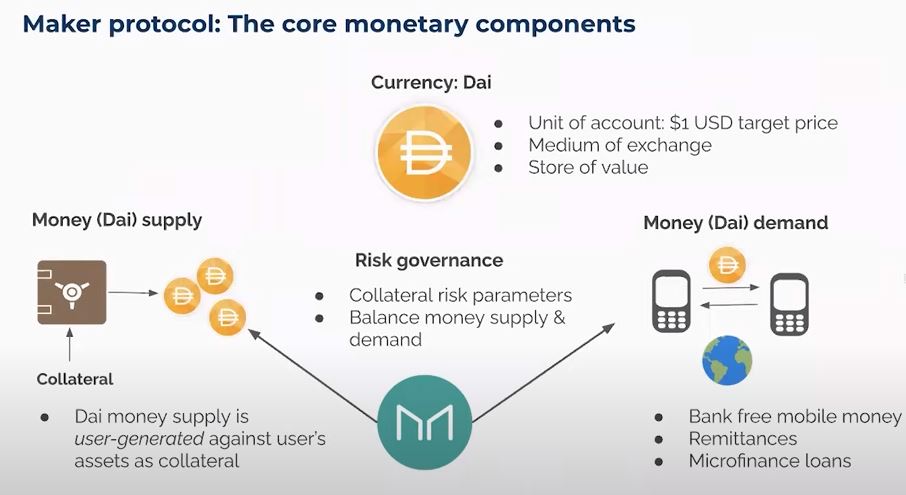 Maker protocol: The core monetary components
Currency: Dai
● Unit of account: $1 USD target price
● Medium of exchange
● Store of value
Money (Dai) supply
Collateral
● Dai money supply is
user-generated against user's
assets as collateral
Risk governance
● Collateral risk parameters
● Balance money supply &
demand
Money (Dai) demand
● Bank free mobile money
● Remittances
● Microfinance loans